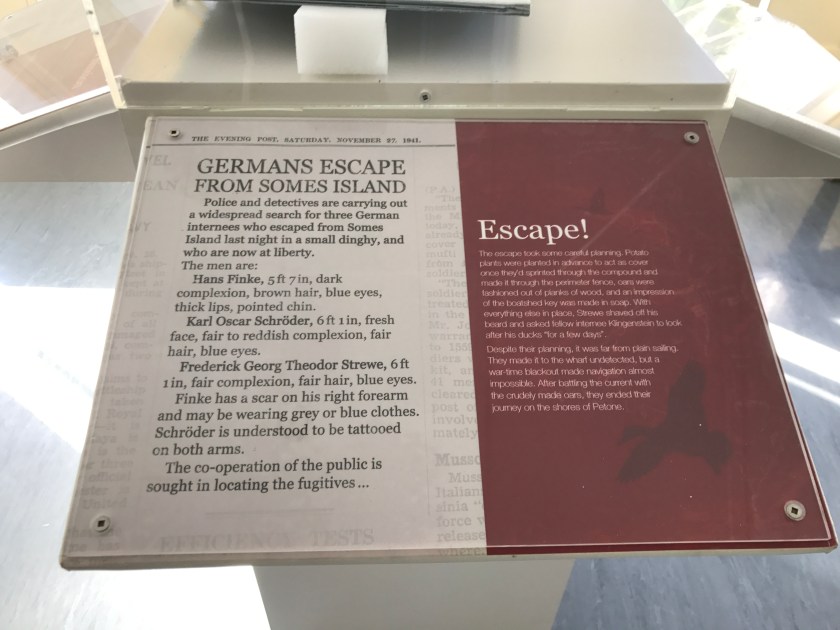 THE EVENING POST, SATURDAY, NOVEMBER 27, 1941.
GERMANS ESCAPE
FROM SOMES ISLAND
Police and detectives are carrying out
a widespread search for three German
internees who escaped from Somes
Island last night in a small dinghy, and
who are now at liberty.
The men are:
Hans Finke, 5 ft 7 in, dark
complexion, brown hair, blue eyes,
thick lips, pointed chin.
Karl Oscar Schröder, 6 ft 1 in, fresh
face, fair to reddish complexion, fair
hair, blue eyes.
Frederick Georg Theodor Strewe, 6 ft
1 in, fair complexion, fair hair, blue eyes.
Finke has a scar on his right forearm
and may be wearing grey or blue clothes.
Schröder is understood to be tattooed
on both arms.
The co-operation of the public is
sought in locating the fugitives ...
EFFICIENCY TESTS
Escape!
The escape took some careful planning. Potato
plants were planted in advance to act as cover
once they'd sprinted through the compound and
made it through the perimeter fence, oars were
fashioned out of planks of wood, and an impression
of the boatshed key was made in soap. With
everything else in place, Strewe shaved off his
beard and asked fellow internee Klingenstein to look
after his ducks "for a few days".
Despite their planning, it was far from plain sailing.
They made it to the wharf undetected, but a
war-time blackout made navigation almost
impossible. After battling the current with
the crudely made oars, they ended their
journey on the shores of Petone.